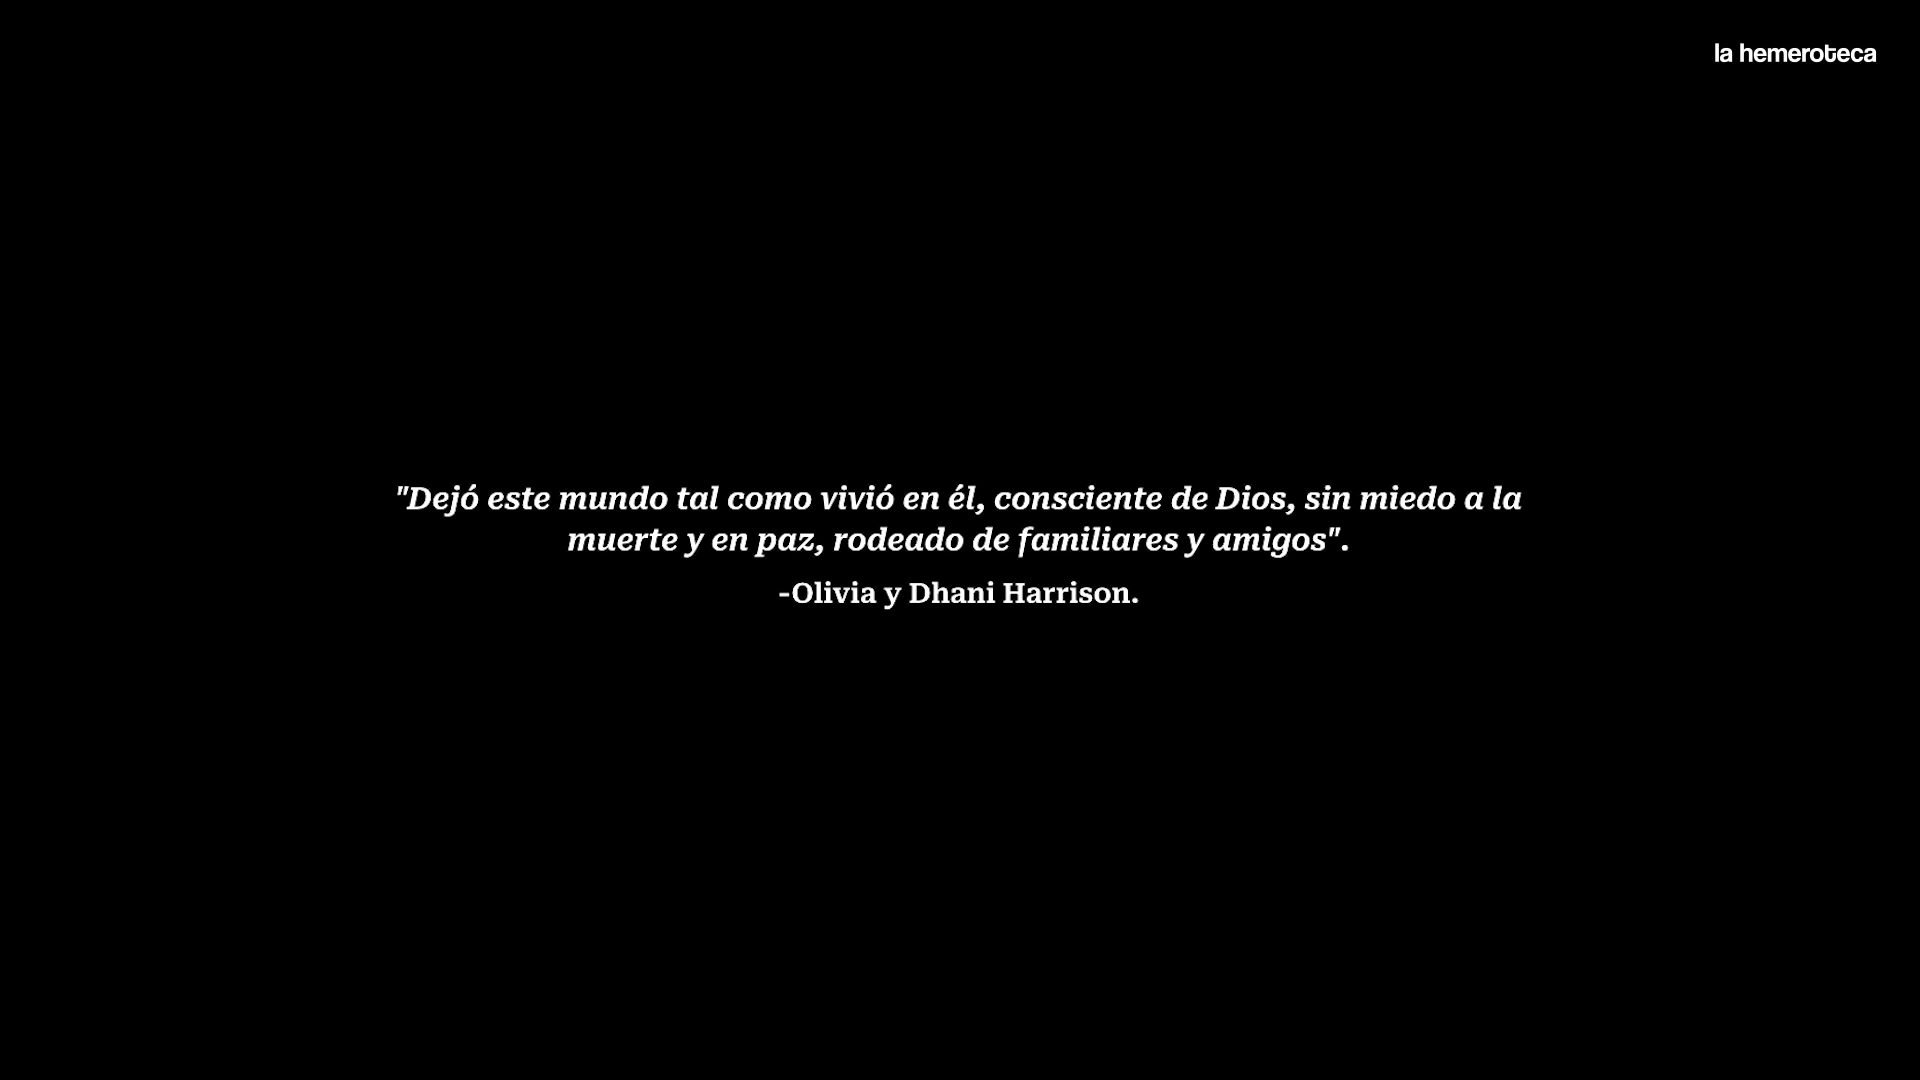 la hemeroteca
"Dejó este mundo tal como vivió en él, consciente de Dios, sin miedo a la
muerte y en paz, rodeado de familiares y amigos".
-Olivia y Dhani Harrison.